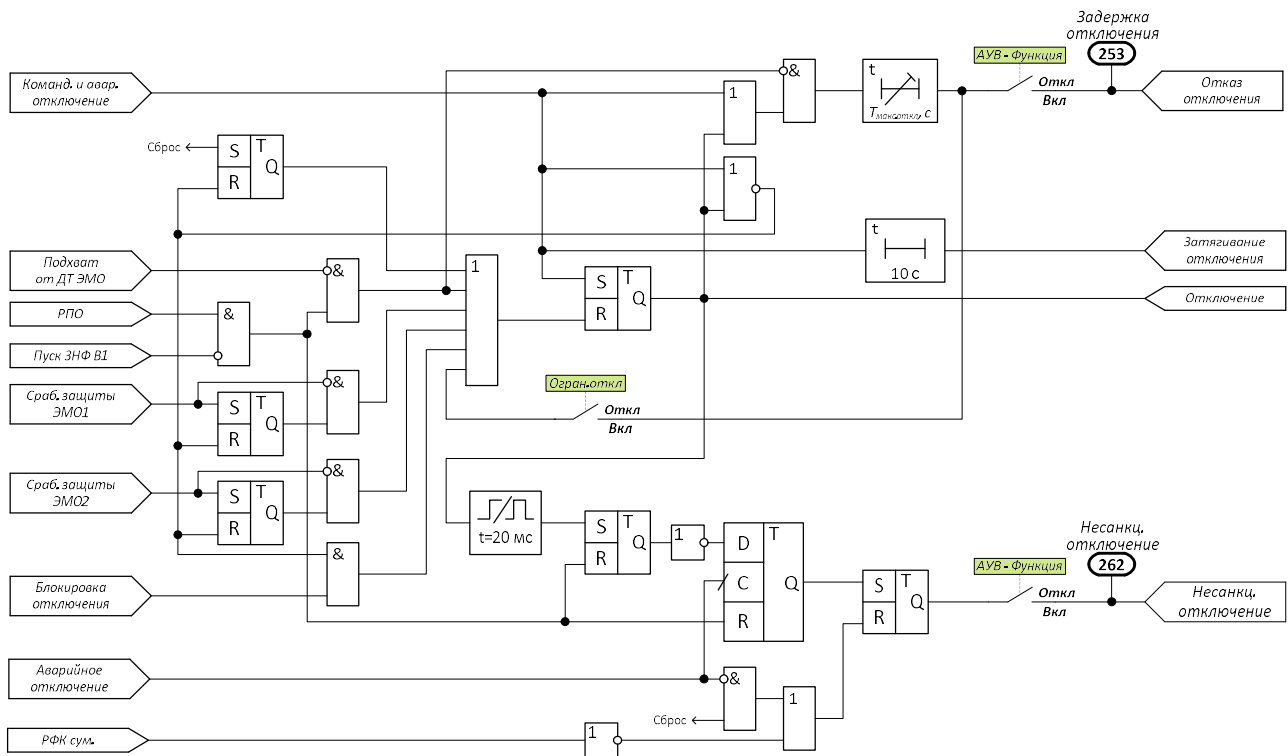 Задержка
отключения
253
АУВ - Функция
Откл
Вкл
Отказ
отключения
Команд. и авар.
отключение
&
t
Тмакс.откл, с
1
Сброс
S
T
Q
R
1
Подхват
от ДТ ЭМО
&
1
S
T
Q
R
t
10 с
Затягивание
отключения
Отключение
РПО
&
Пуск ЗНФ В1
Сраб. защиты
ЭМО1
&
S
T
Q
R
Огран.откл
Откл
Вкл
Сраб. защиты
ЭМО2
&
S
T
Q
R
t=20 мс
S
T
Q
R
1
D
T
C
Q
R
Несанкц.
отключение
262
АУВ - Функция
Откл
Вкл
Несанкц.
отключение
S
T
Q
R
Блокировка
отключения
&
Аварийное
отключение
&
Сброс
1
РФК сум.
1